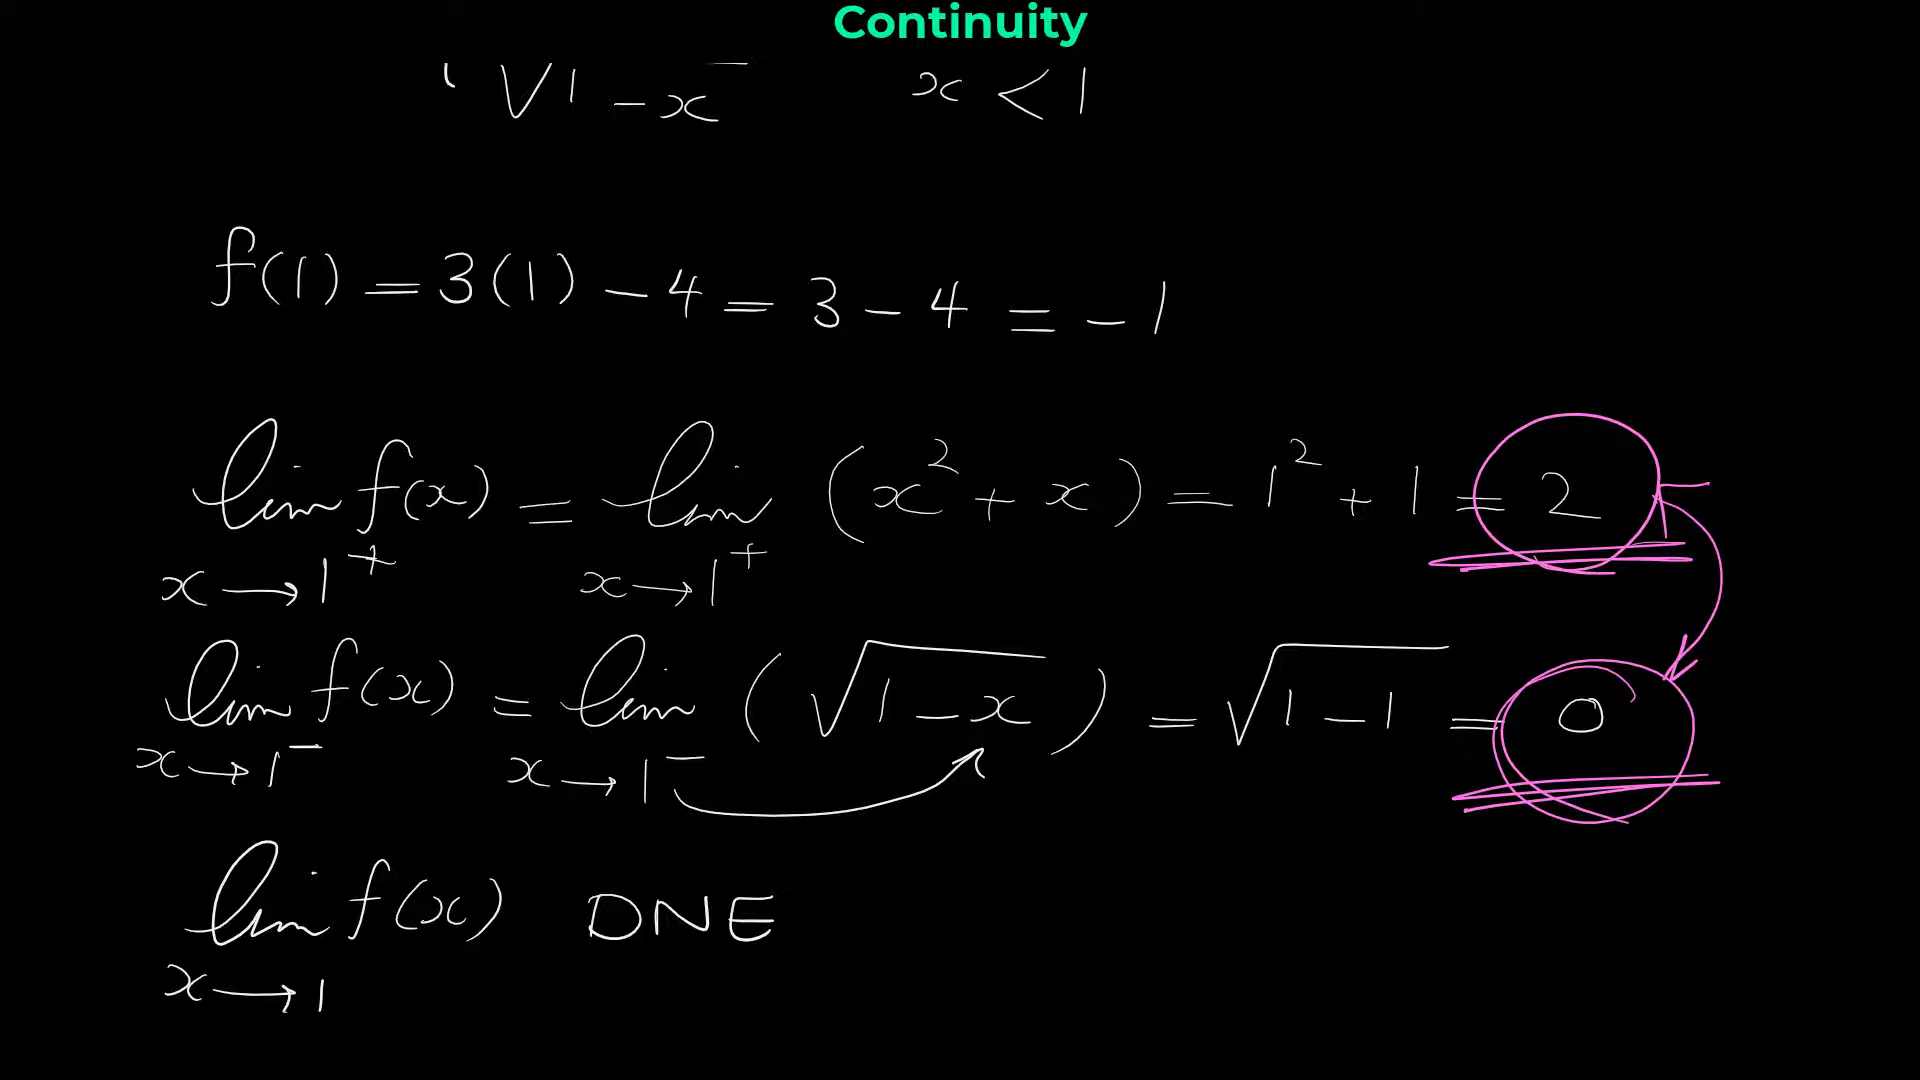 Continuity
√1-x x < 1
f(1) = 3(1) - 4 = 3 - 4 = -1
lim f(x) = lim (x² + x) = 1² + 1 = 2
x → 1⁺ x → 1⁺
lim f(x) = lim (√1-x) = √1-1 = 0
x → 1⁻ x → 1⁻
lim f(x) DNE
x → 1